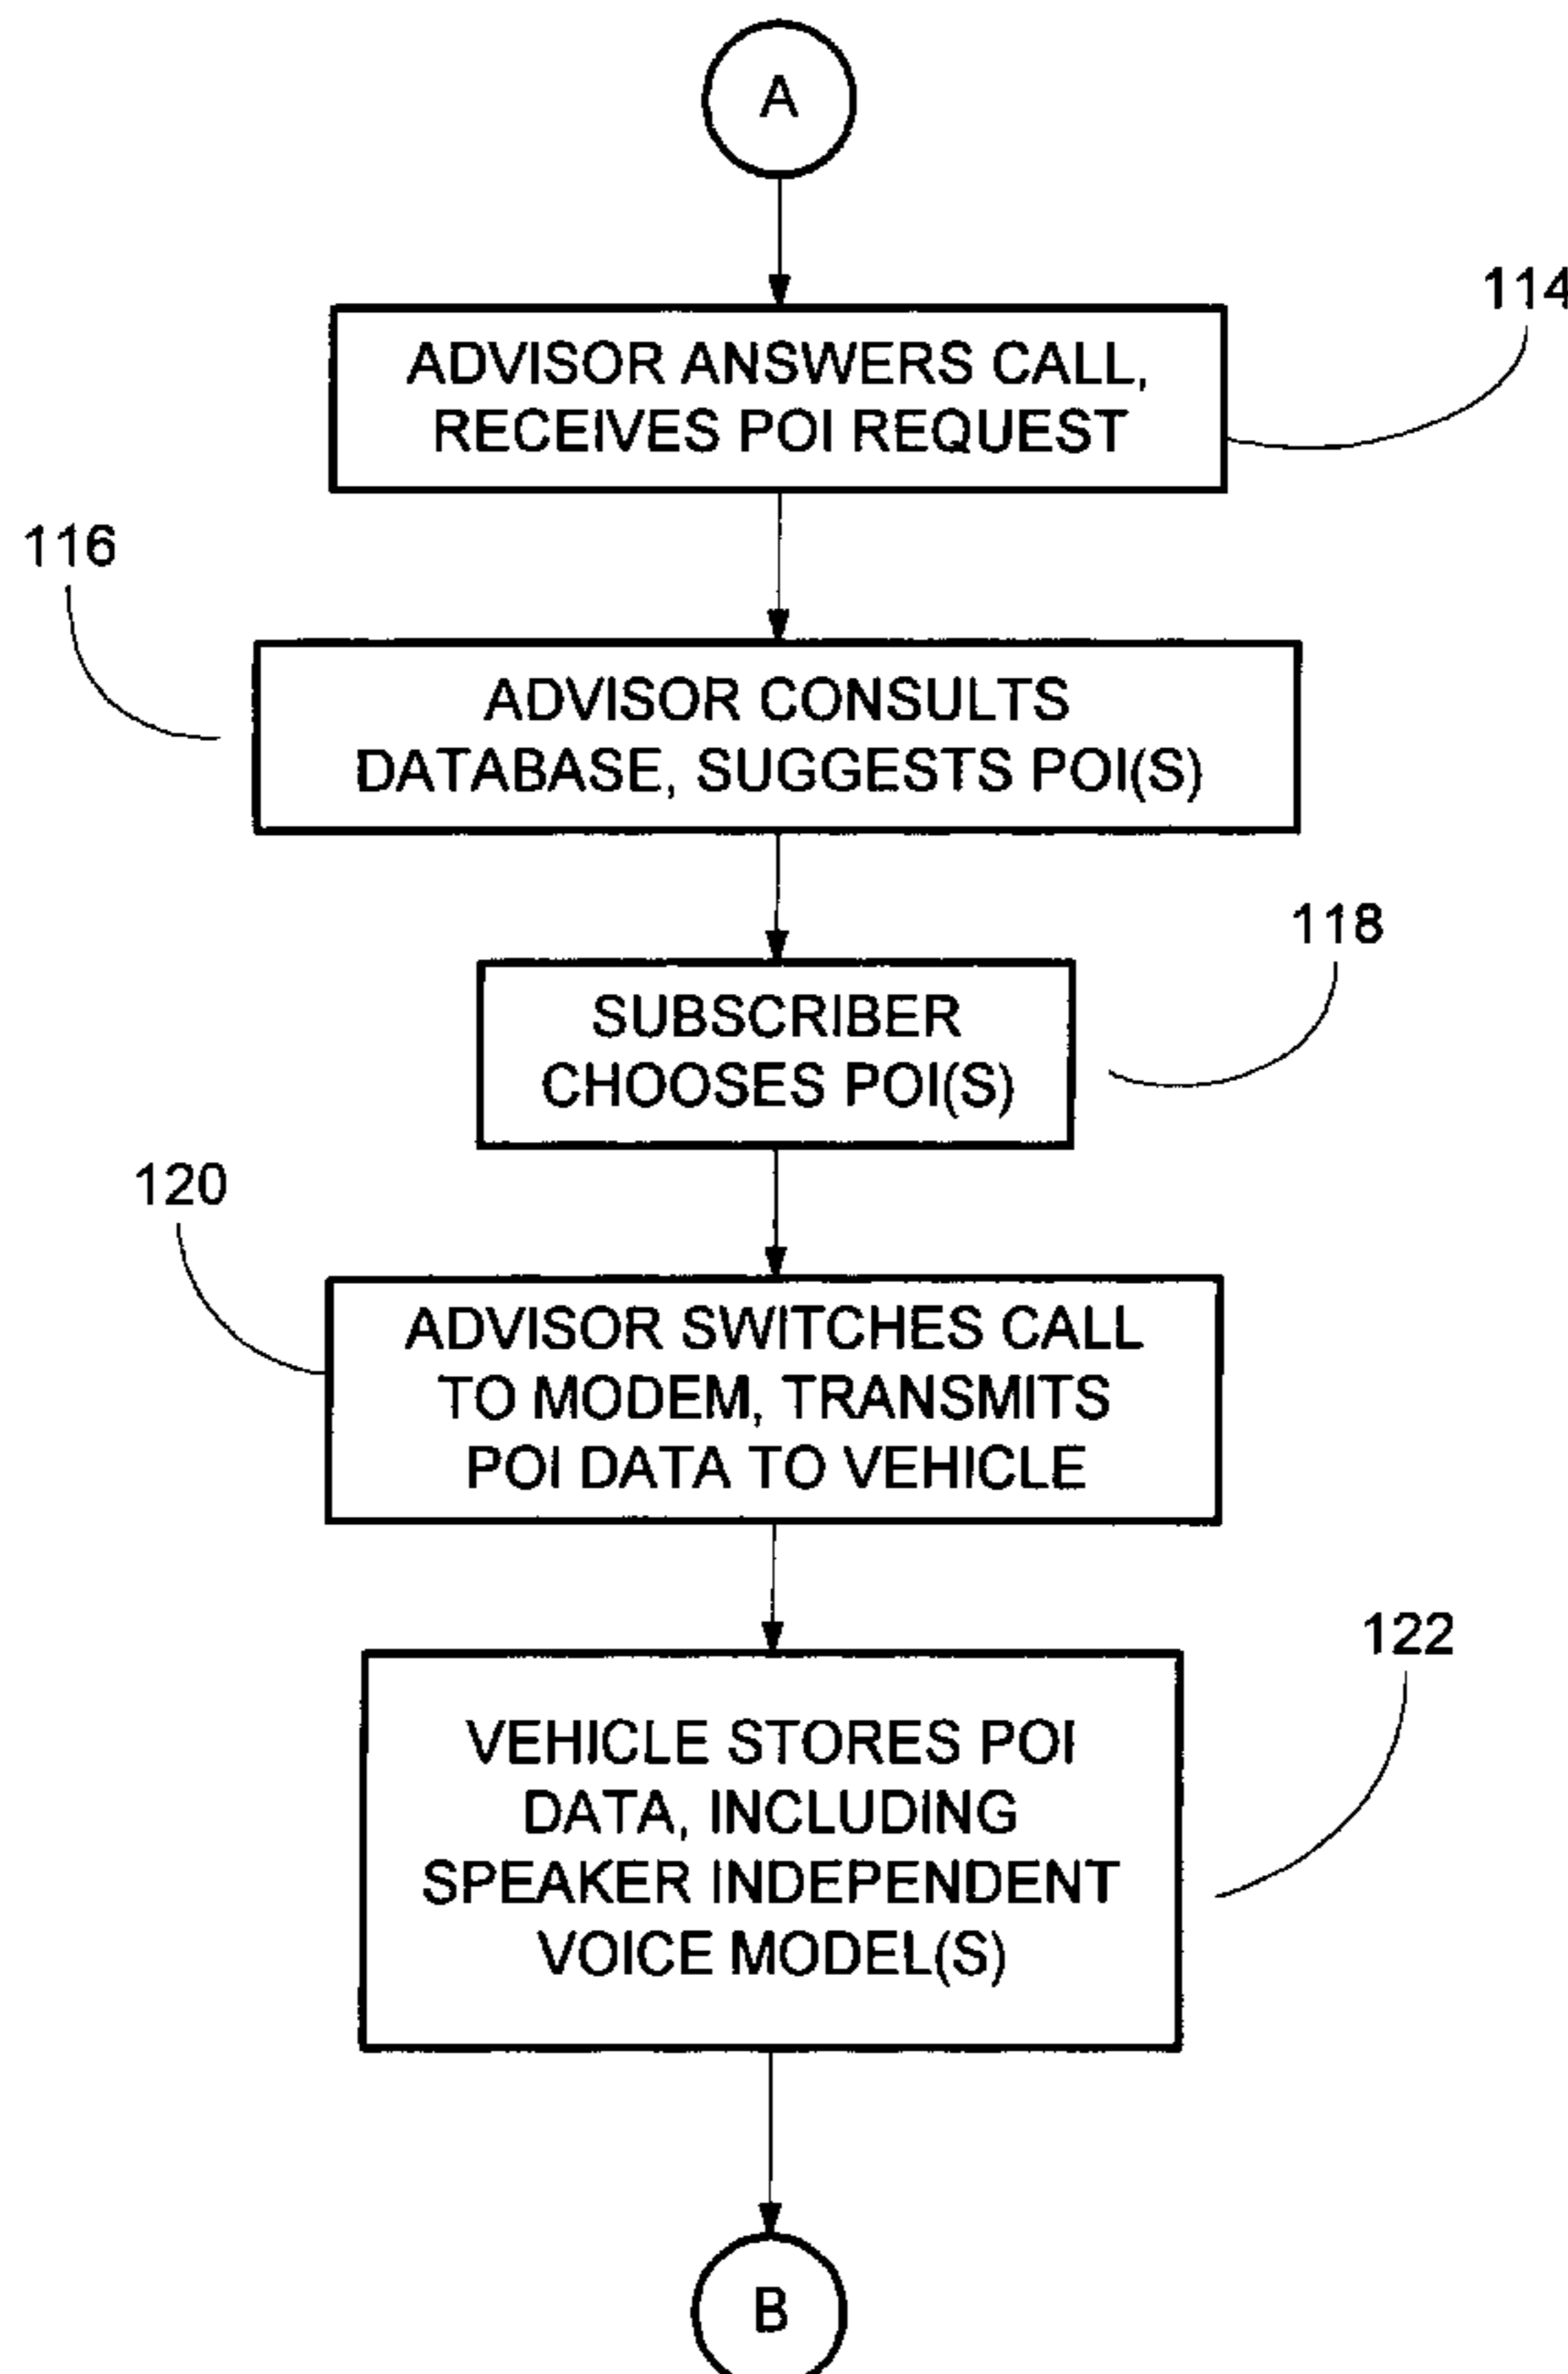 A
114
ADVISOR ANSWERS CALL,
RECEIVES POI REQUEST
116
ADVISOR CONSULTS
DATABASE, SUGGESTS POI(S)
118
SUBSCRIBER
CHOOSES POI(S)
120
ADVISOR SWITCHES CALL
TO MODEM, TRANSMITS
POI DATA TO VEHICLE
122
VEHICLE STORES POI
DATA, INCLUDING
SPEAKER INDEPENDENT
VOICE MODEL(S)
B